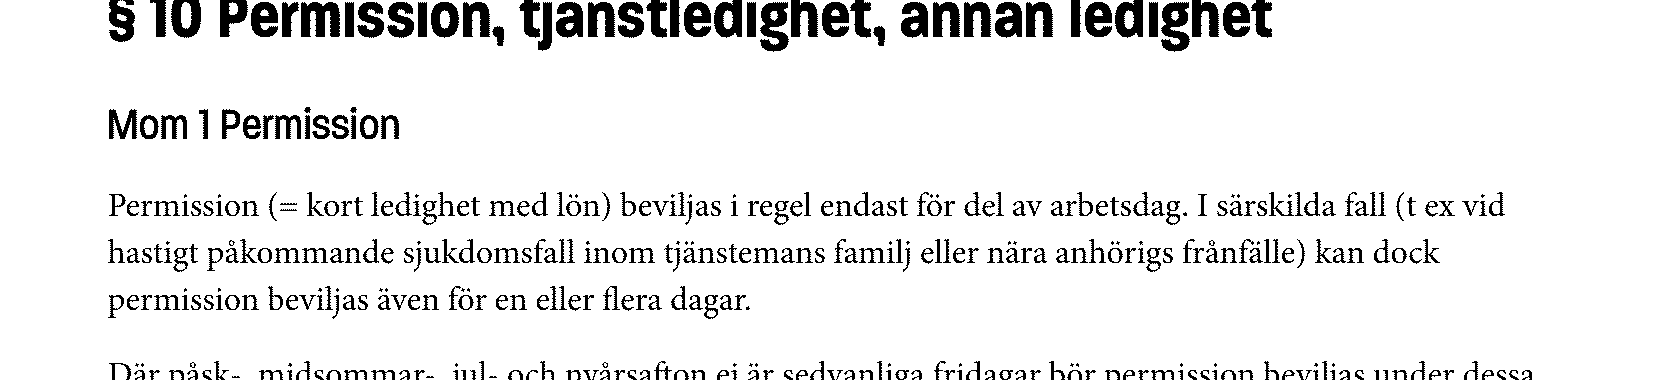 § 10 Permission, tjänstledighet, annan ledighet
Mom 1 Permission
Permission (= kort ledighet med lön) beviljas i regel endast för del av arbetsdag. I särskilda fall (t ex vid
hastigt påkommande sjukdomsfall inom tjänstemans familj eller nära anhörigs frånfälle) kan dock
permission beviljas även för en eller flera dagar.
Där påsk-, midsommar-, jul- och nyårsafton ej är sedvanliga fridagar bör permission beviljas under dessa